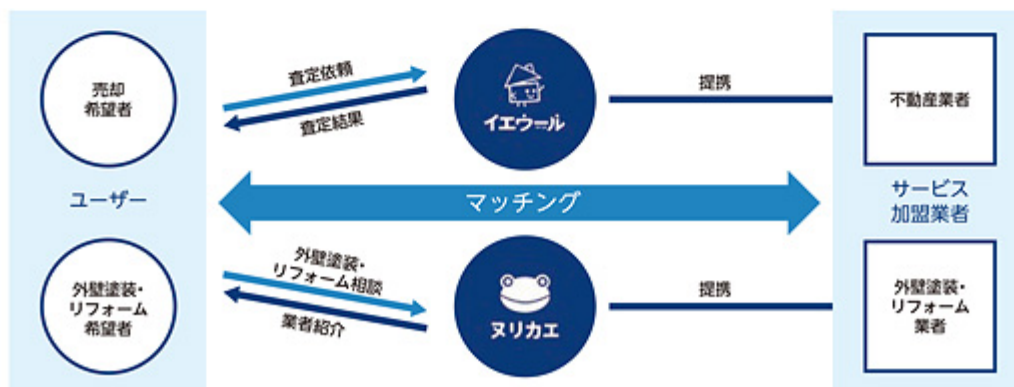 売却
希望者
査定依頼
査定結果
イエウール
提携
不動産業者
ユーザー
マッチング
サービス
加盟業者
外壁塗装・
リフォーム
希望者
外壁塗装・
リフォーム相談
業者紹介
ヌリカエ
提携
外壁塗装・
リフォーム
業者